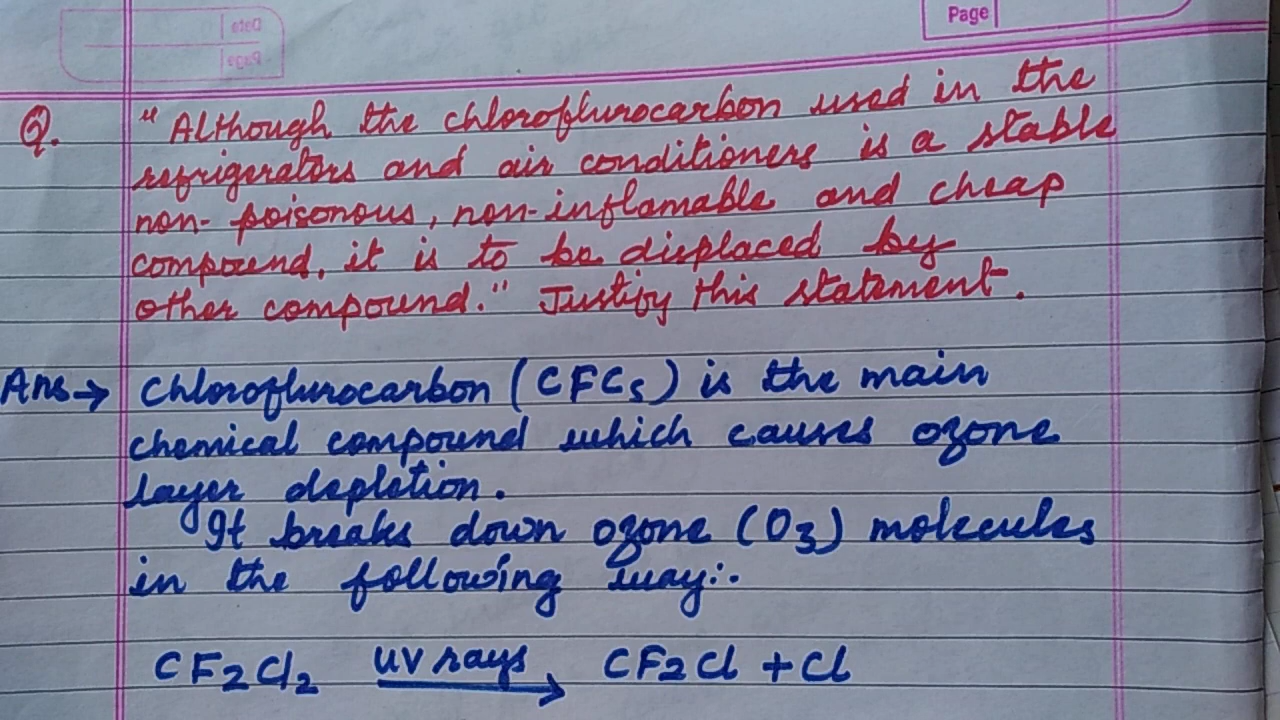 Page
Date
Page
Q. "Although the chloroflurocarbon used in the
refrigerators and air conditioners is a stable
non-poisonous, non-inflamable and cheap
compound, it is to be displaced by
other compound." Justify this statement.
Ans→ Chloroflurocarbon (CFCs) is the main
chemical compound which causes ozone
layer depletion.
It breaks down ozone (O3) molecules
in the following way:.
CF2Cl2 UV rays → CF2Cl + Cl